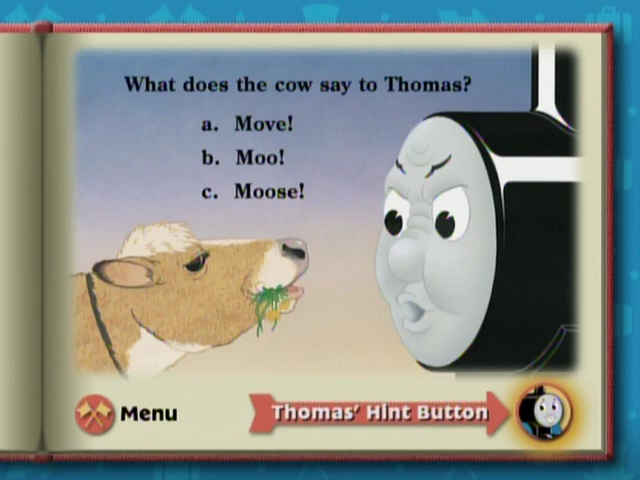 What does the cow say to Thomas?
a. Move!
b. Moo!
c. Moose!
Menu
Thomas' Hint Button